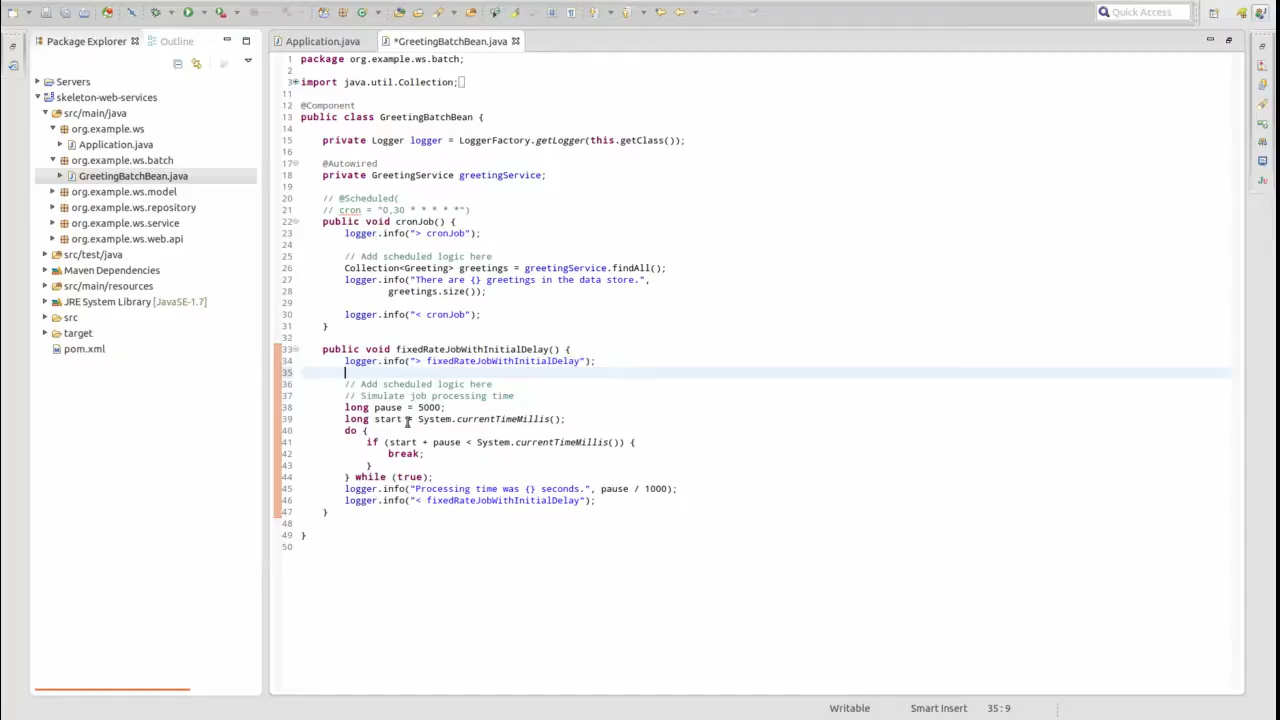 Quick Access
Package Explorer
Outline
Servers
skeleton-web-services
src/main/java
org.example.ws
Application.java
org.example.ws.batch
GreetingBatchBean.java
org.example.ws.model
org.example.ws.repository
org.example.ws.service
org.example.ws.web.api
src/test/java
Maven Dependencies
src/main/resources
JRE System Library [JavaSE-1.7]
src
target
pom.xml
Application.java
*GreetingBatchBean.java
1 package org.example.ws.batch;
2
3 import java.util.Collection;
11
12 @Component
13 public class GreetingBatchBean {
14
15 private Logger logger = LoggerFactory.getLogger(this.getClass());
16
17 @Autowired
18 private GreetingService greetingService;
19
20 // @Scheduled(
21 // cron = "0,30 * * * * *")
22 public void cronJob() {
23 logger.info("> cronJob");
24
25 // Add scheduled logic here
26 Collection<Greeting> greetings = greetingService.findAll();
27 logger.info("There are {} greetings in the data store.",
28 greetings.size());
29
30 logger.info("< cronJob");
31 }
32
33 public void fixedRateJobWithInitialDelay() {
34 logger.info("> fixedRateJobWithInitialDelay");
35
36 // Add scheduled logic here
37 // Simulate job processing time
38 long pause = 5000;
39 long start = System.currentTimeMillis();
40 do {
41 if (start + pause < System.currentTimeMillis()) {
42 break;
43 }
44 } while (true);
45 logger.info("Processing time was {} seconds.", pause / 1000);
46 logger.info("< fixedRateJobWithInitialDelay");
47 }
48
49 }
50
Writable
Smart Insert
35 : 9